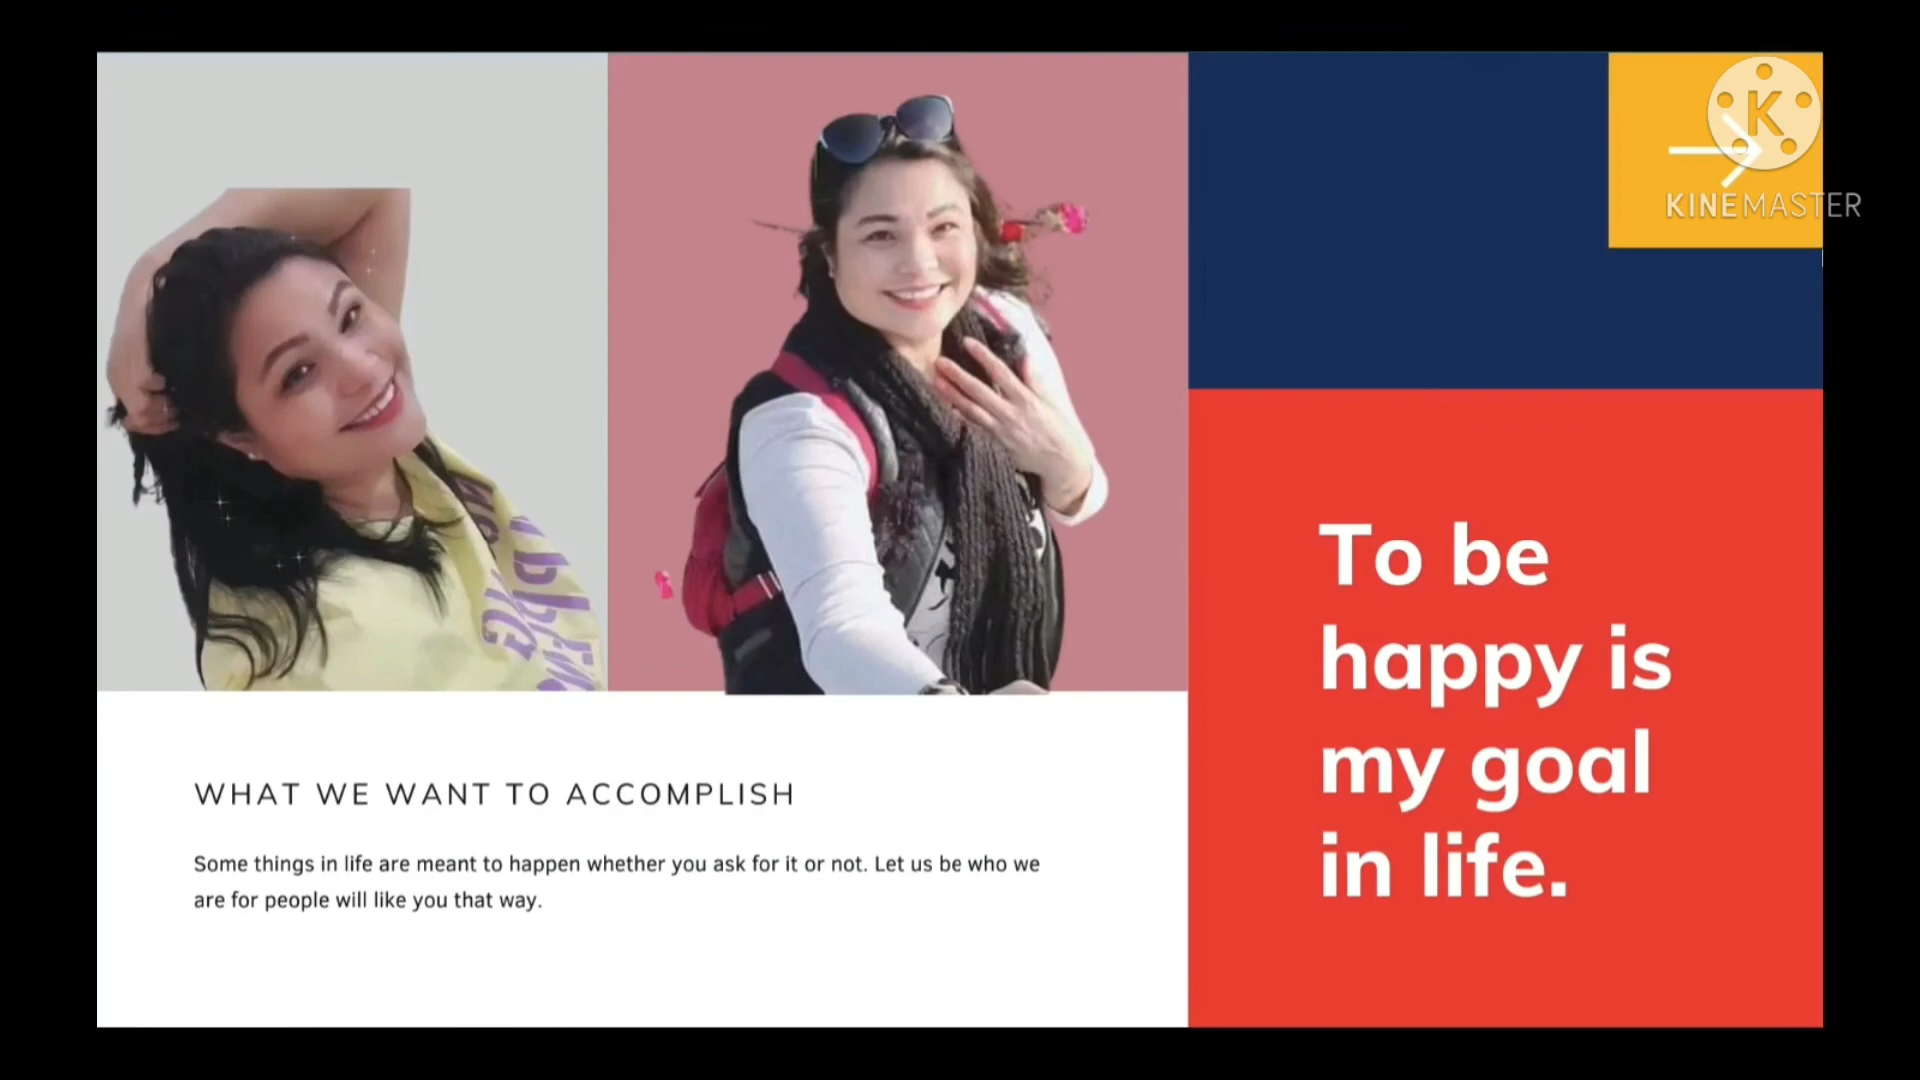 K
KINEMASTER
WHAT WE WANT TO ACCOMPLISH
Some things in life are meant to happen whether you ask for it or not. Let us be who we
are for people will like you that way.
To be
happy is
my goal
in life.